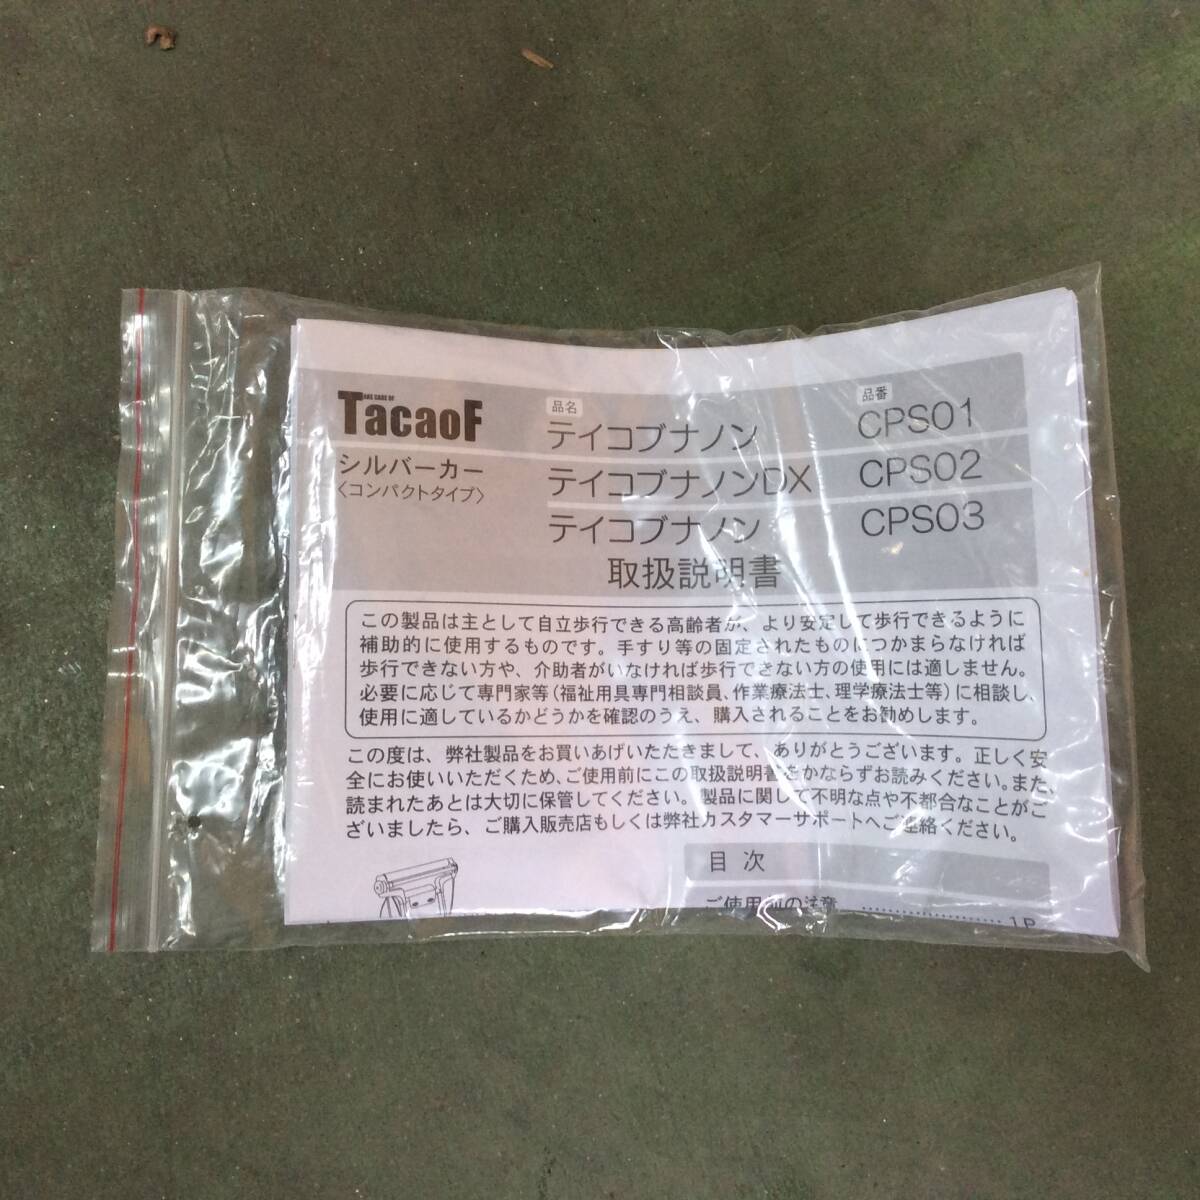 TAKE CARE OF
TacaoF
シルバーカー
〈コンパクトタイプ〉
品名 品番
テイコブナノン CPS01
テイコブナノンDX CPS02
テイコブナノン CPS03
取扱説明書
この製品は主として自立歩行できる高齢者が、より安定して歩行できるように
補助的に使用するものです。手すり等の固定されたものにつかまらなければ
歩行できない方や、介助者がいなければ歩行できない方の使用には適しません。
必要に応じて専門家等(福祉用具専門相談員、作業療法士、理学療法士等)に相談し、
使用に適しているかどうかを確認のうえ、購入されることをお勧めします。
この度は、弊社製品をお買いあげいただきまして、ありがとうございます。正しく安
全にお使いいただくため、ご使用前にこの取扱説明書をかならずお読みください。また、
読まれたあとは大切に保管してください。製品に関して不明な点や不都合なことがご
ざいましたら、ご購入販売店もしくは弊社カスタマーサポートへご連絡ください。
目 次
ご使用前の注意 ………………… 1P